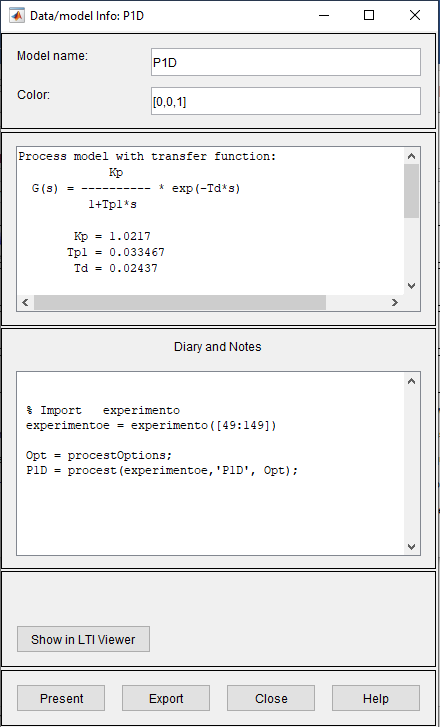 Data/model Info: P1D
Model name:
P1D
Color:
[0,0,1]
Process model with transfer function:
Kp
G(s) = ---------- * exp(-Td*s)
1+Tp1*s
Kp = 1.0217
Tp1 = 0.033467
Td = 0.02437
Diary and Notes
% Import   experimento
experimentoe = experimento([49:149])
Opt = procestOptions;
P1D = procest(experimentoe,'P1D', Opt);
Show in LTI Viewer
Present
Export
Close
Help